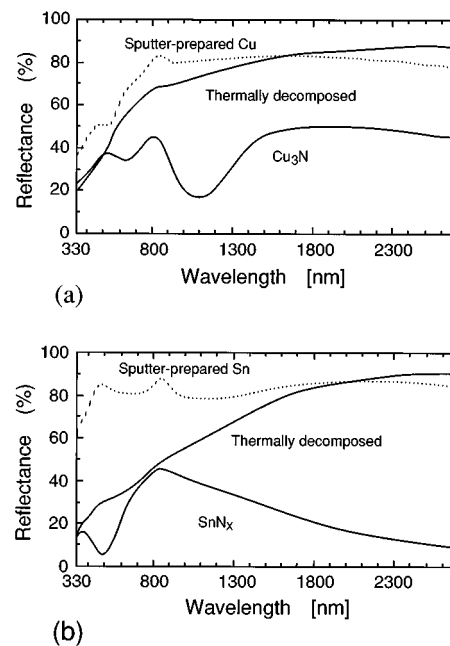 100
80
60
40
20
0
Reflectance (%)
Sputter-prepared Cu
Thermally decomposed
Cu₃N
330 800 1300 1800 2300
Wavelength [nm]
(a)
100
80
60
40
20
0
Reflectance (%)
Sputter-prepared Sn
Thermally decomposed
SnNₓ
330 800 1300 1800 2300
Wavelength [nm]
(b)